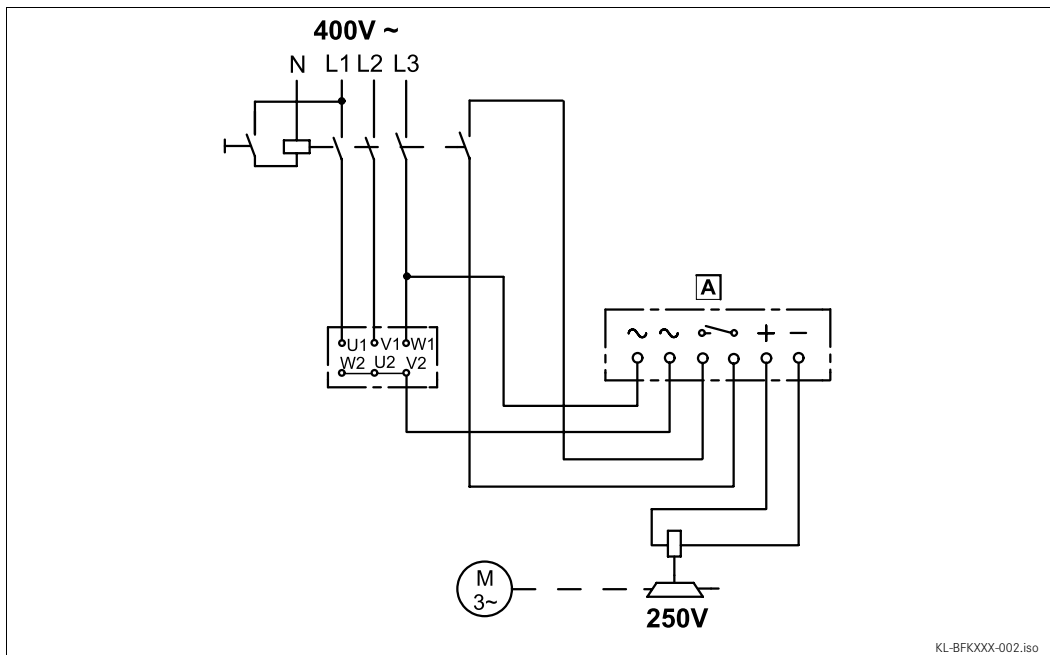 400V ~
N L1 L2 L3
A
U1 V1 W1
W2 U2 V2
+ −
M
3~
250V
KL-BFKXXX-002.iso